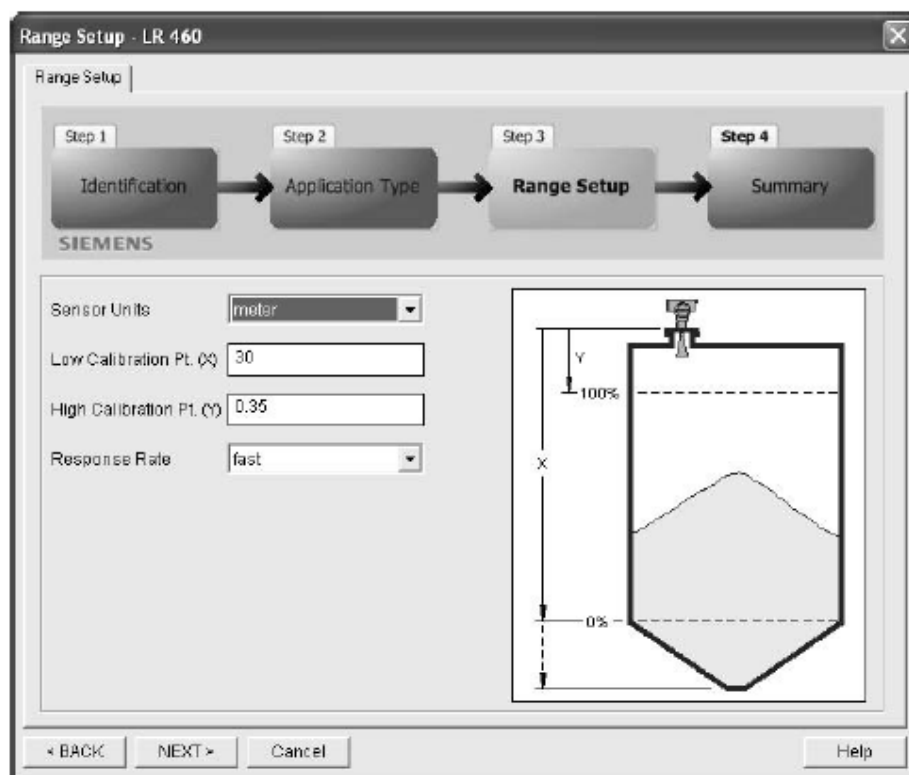 Range Setup - LR 460
Range Setup
Step 1
Step 2
Step 3
Step 4
Identification
Application Type
Range Setup
Summary
SIEMENS
Sensor Units
meter
Low Calibration Pt. (X)
30
High Calibration Pt. (Y)
0.35
Response Rate
fast
Y
100%
X
0%
< BACK
NEXT >
Cancel
Help